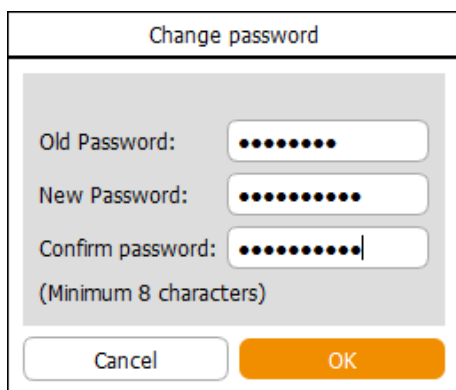 Change password
Old Password: ••••••••
New Password: ••••••••••
Confirm password: ••••••••••
(Minimum 8 characters)
Cancel OK